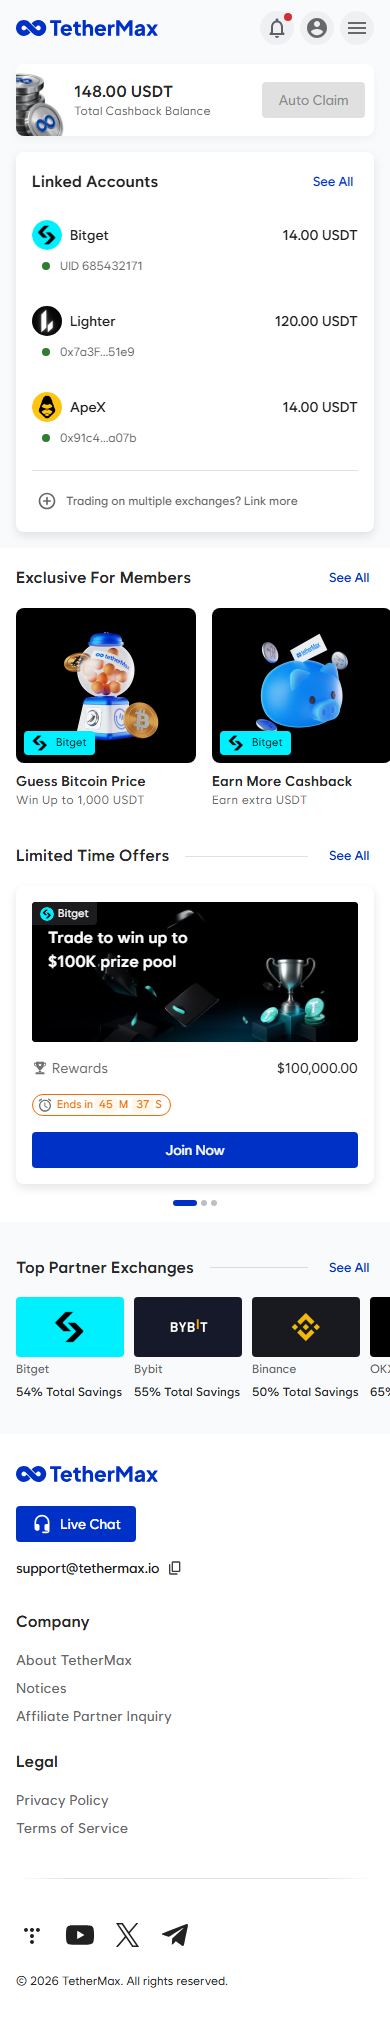 TetherMax
148.00 USDT
Total Cashback Balance
Auto Claim
Linked Accounts
See All
Bitget
14.00 USDT
UID 685432171
Lighter
120.00 USDT
0x7a3F...51e9
ApeX
14.00 USDT
0x91c4...a07b
Trading on multiple exchanges? Link more
Exclusive For Members
See All
tetherMax
Bitget
Guess Bitcoin Price
Win Up to 1,000 USDT
tetherMax
Bitget
Earn More Cashback
Earn extra USDT
Limited Time Offers
See All
Bitget
Trade to win up to
$100K prize pool
Rewards
$100,000.00
Ends in 45 M 37 S
Join Now
Top Partner Exchanges
See All
BYBIT
Bitget
54% Total Savings
Bybit
55% Total Savings
Binance
50% Total Savings
OK
65%
TetherMax
Live Chat
support@tethermax.io
Company
About TetherMax
Notices
Affiliate Partner Inquiry
Legal
Privacy Policy
Terms of Service
© 2026 TetherMax. All rights reserved.